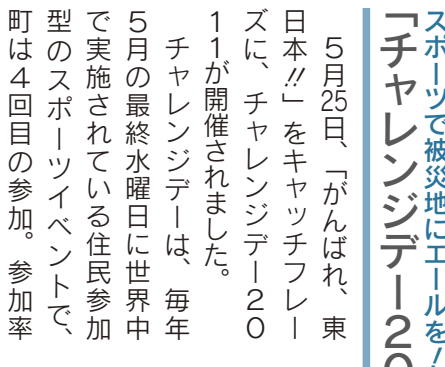 スポーツで被災地にエールを!
「チャレンジデー20
５月25日、「がんばれ、東
日本!!」をキャッチフレー
ズに、チャレンジデー２０
１１が開催されました。
チャレンジデーは、毎年
５月の最終水曜日に世界中
で実施されている住民参加
型のスポーツイベントで、
町は４回目の参加。参加率